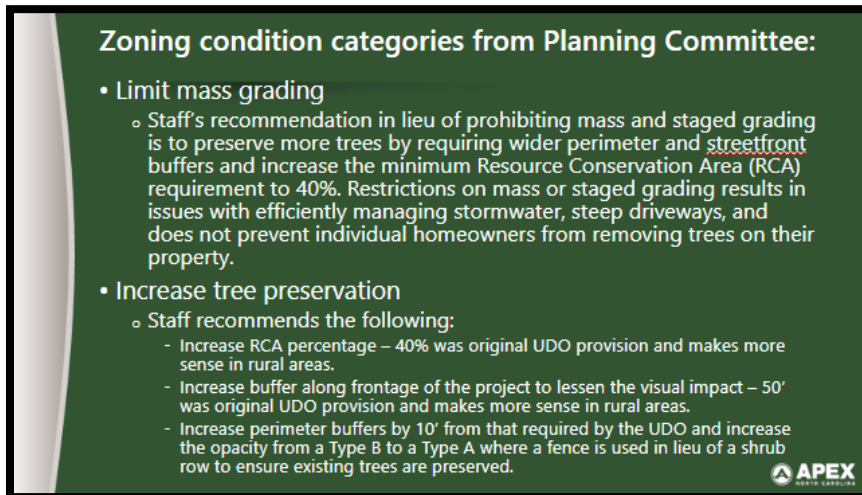 Zoning condition categories from Planning Committee:
• Limit mass grading
o Staff's recommendation in lieu of prohibiting mass and staged grading
is to preserve more trees by requiring wider perimeter and streetfront
buffers and increase the minimum Resource Conservation Area (RCA)
requirement to 40%. Restrictions on mass or staged grading results in
issues with efficiently managing stormwater, steep driveways, and
does not prevent individual homeowners from removing trees on their
property.
• Increase tree preservation
o Staff recommends the following:
- Increase RCA percentage – 40% was original UDO provision and makes more
sense in rural areas.
- Increase buffer along frontage of the project to lessen the visual impact – 50'
was original UDO provision and makes more sense in rural areas.
- Increase perimeter buffers by 10' from that required by the UDO and increase
the opacity from a Type B to a Type A where a fence is used in lieu of a shrub
row to ensure existing trees are preserved.
APEX
NORTH CAROLINA